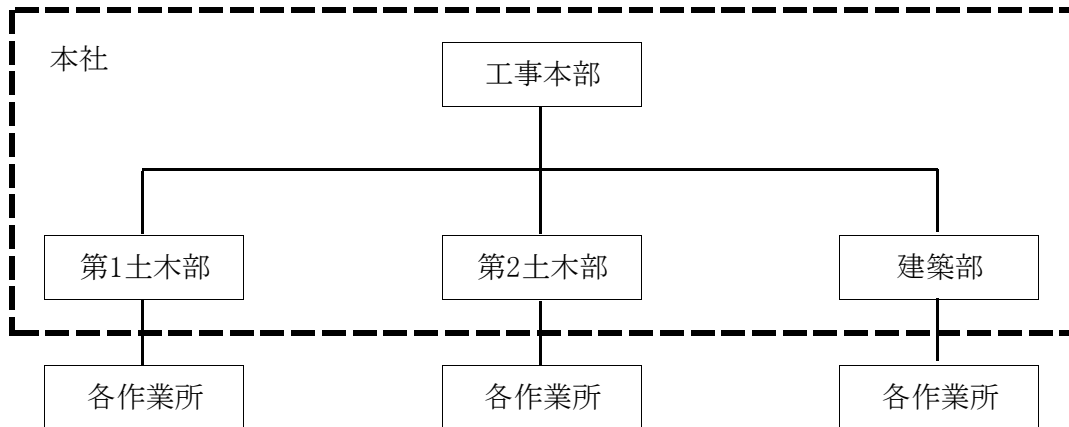 本社
工事本部
第1土木部
第2土木部
建築部
各作業所
各作業所
各作業所